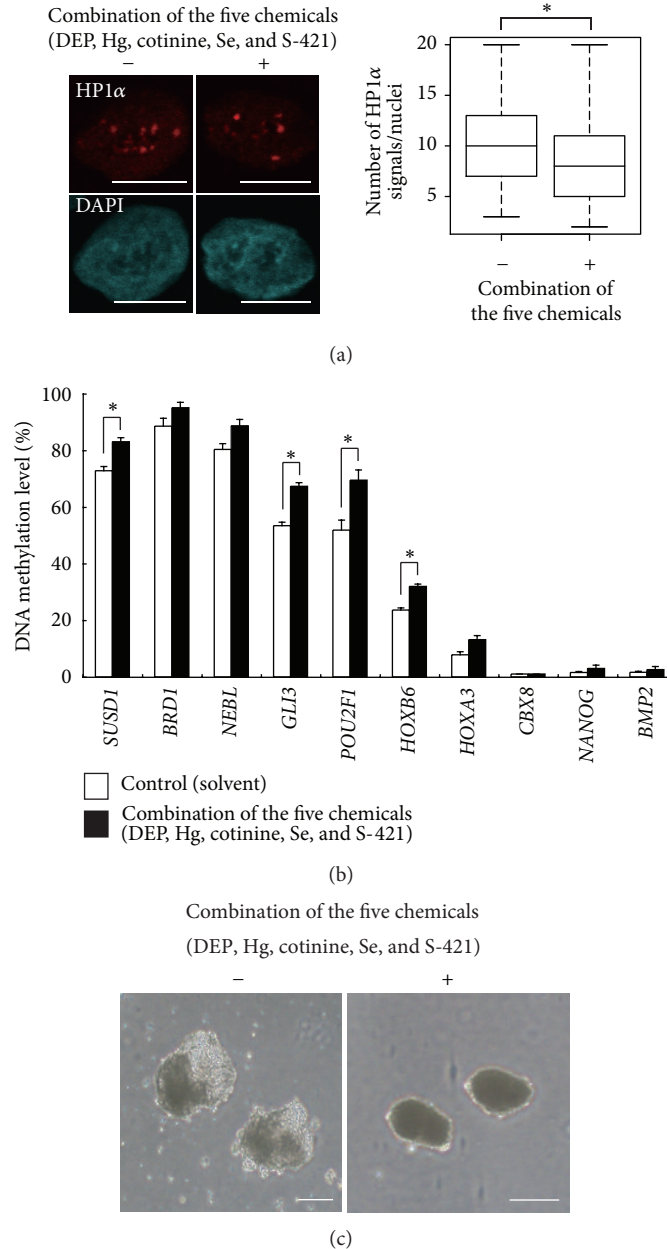 Combination of the five chemicals
(DEP, Hg, cotinine, Se, and S-421)
− +
HP1α
DAPI
*
Number of HP1α
signals/nuclei
20
15
10
5
− +
Combination of
the five chemicals
(a)
DNA methylation level (%)
100
80
60
40
20
0
* * * *
SUSD1 BRD1 NEBL GLI3 POU2F1 HOXB6 HOXA3 CBX8 NANOG BMP2
Control (solvent)
Combination of the five chemicals
(DEP, Hg, cotinine, Se, and S-421)
(b)
Combination of the five chemicals
(DEP, Hg, cotinine, Se, and S-421)
− +
(c)